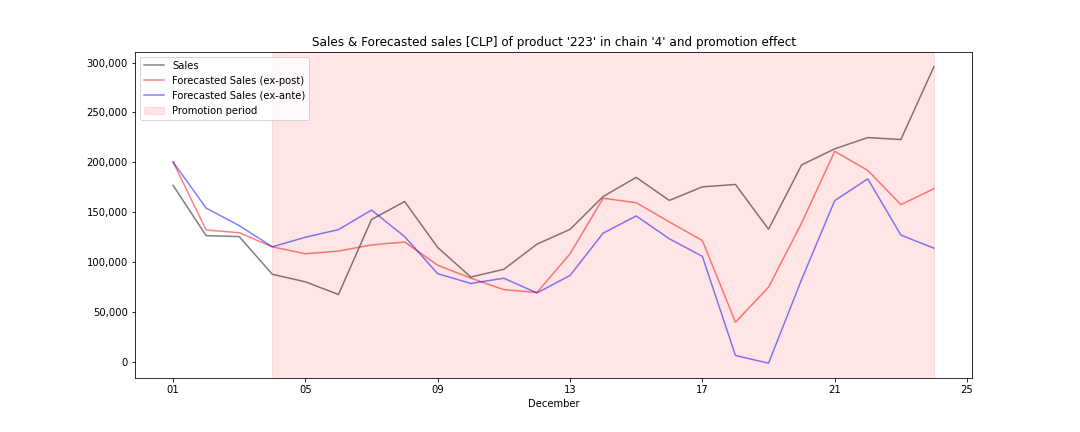 Sales & Forecasted sales [CLP] of product '223' in chain '4' and promotion effect
300,000
250,000
200,000
150,000
100,000
50,000
0
Sales
Forecasted Sales (ex-post)
Forecasted Sales (ex-ante)
Promotion period
01 05 09 13 17 21 25
December